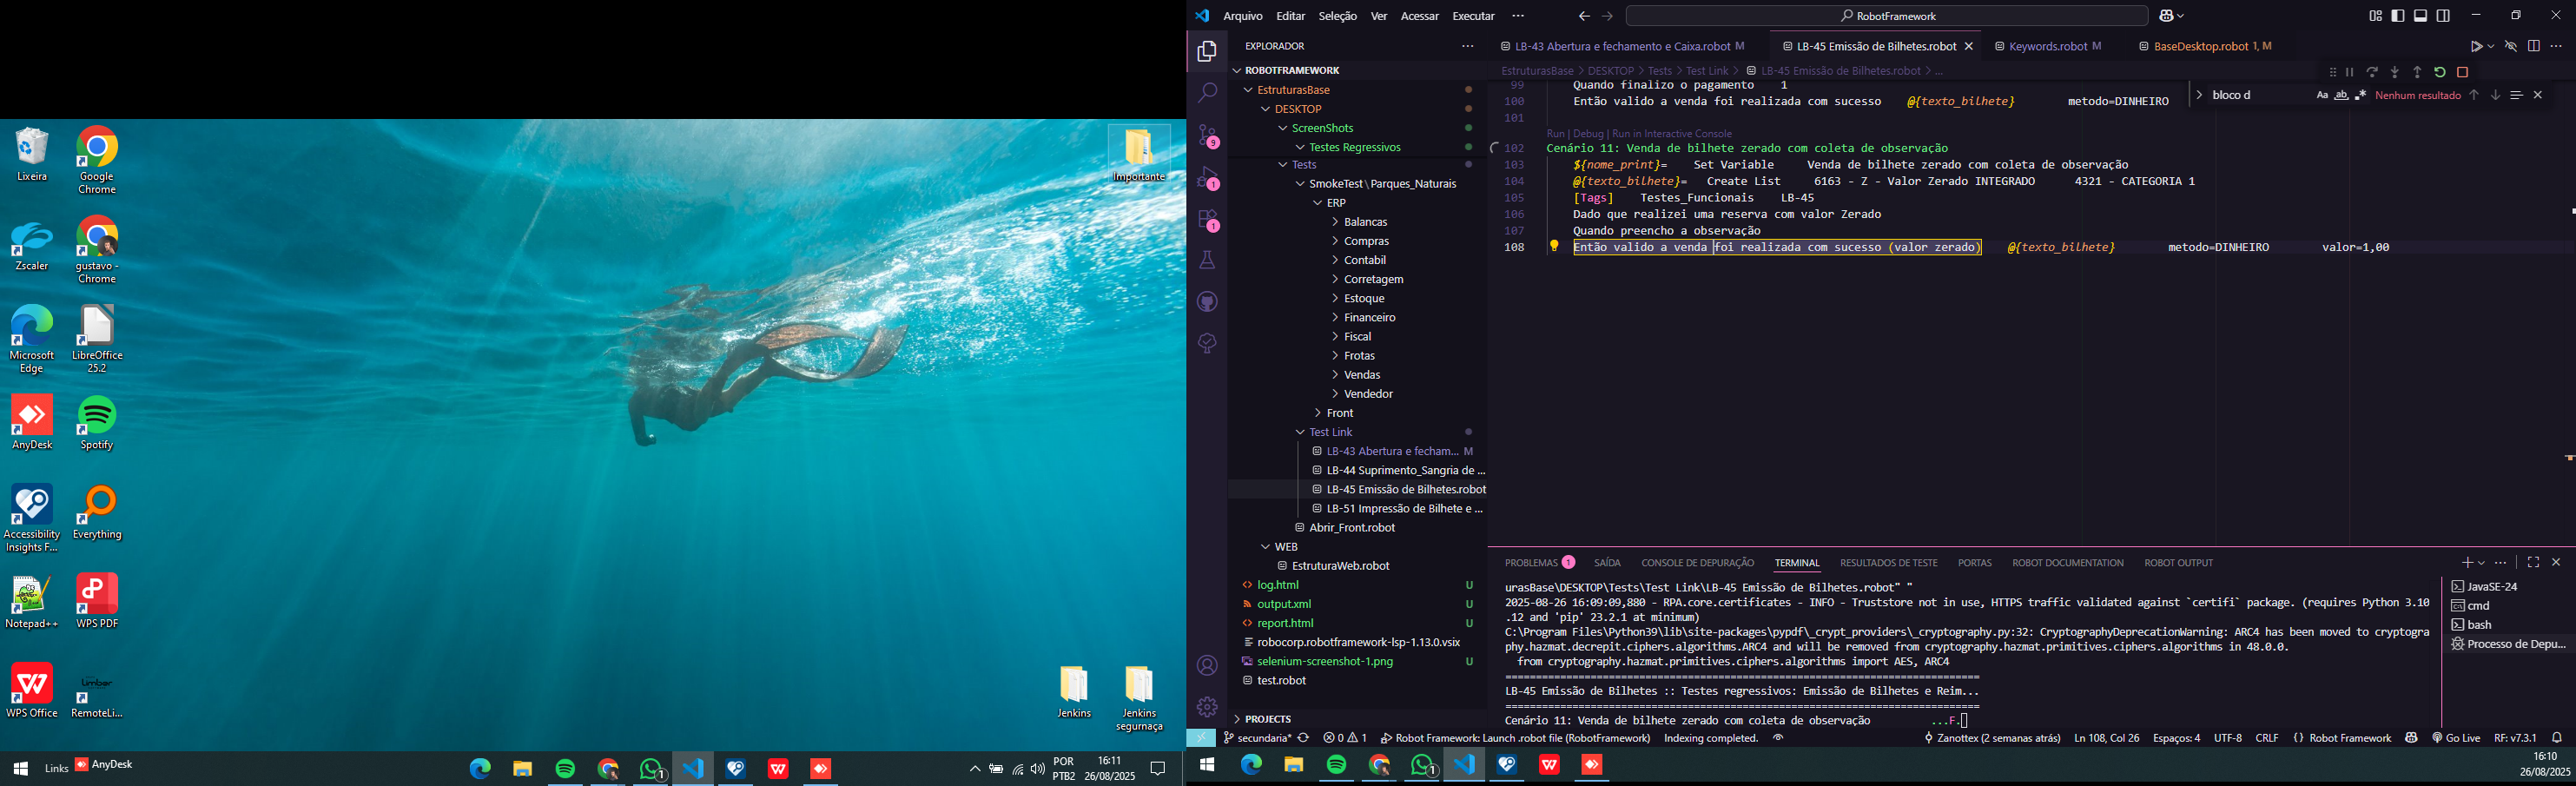 Lixeira
Google Chrome
Importante
Zscaler
gustavo - Chrome
Microsoft Edge
LibreOffice 25.2
AnyDesk
Spotify
Accessibility Insights F...
Everything
Notepad++
WPS PDF
WPS Office
RemoteLi...
Jenkins
Jenkins segurnaça
Links
AnyDesk
1
POR
PTB2
16:11
26/08/2025
Arquivo Editar Seleção Ver Acessar Executar ...
RobotFramework
EXPLORADOR
ROBOTFRAMEWORK
EstruturasBase
DESKTOP
ScreenShots
Testes Regressivos
Tests
SmokeTest\Parques_Naturais
ERP
Balancas
Compras
Contabil
Corretagem
Estoque
Financeiro
Fiscal
Frotas
Vendas
Vendedor
Front
Test Link
LB-43 Abertura e fecham... M
LB-44 Suprimento_Sangria de ...
LB-45 Emissão de Bilhetes.robot
LB-51 Impressão de Bilhete e ...
Abrir_Front.robot
WEB
EstruturaWeb.robot
log.html U
output.xml U
report.html U
robocorp.robotframework-lsp-1.13.0.vsix
selenium-screenshot-1.png U
test.robot
PROJECTS
9
1
1
LB-43 Abertura e fechamento e Caixa.robot M
LB-45 Emissão de Bilhetes.robot
Keywords.robot M
BaseDesktop.robot 1, M
EstruturasBase > DESKTOP > Tests > Test Link > LB-45 Emissão de Bilhetes.robot > ...
bloco d
Aa ab .* Nenhum resultado
99 Quando finalizo o pagamento 1
100 Então valido a venda foi realizada com sucesso @{texto_bilhete} metodo=DINHEIRO
101
Run | Debug | Run in Interactive Console
102 Cenário 11: Venda de bilhete zerado com coleta de observação
103 ${nome_print}= Set Variable Venda de bilhete zerado com coleta de observação
104 @{texto_bilhete}= Create List 6163 - Z - Valor Zerado INTEGRADO 4321 - CATEGORIA 1
105 [Tags] Testes_Funcionais LB-45
106 Dado que realizei uma reserva com valor Zerado
107 Quando preencho a observação
108 Então valido a venda foi realizada com sucesso (valor zerado) @{texto_bilhete} metodo=DINHEIRO valor=1,00
PROBLEMAS 1 SAÍDA CONSOLE DE DEPURAÇÃO TERMINAL RESULTADOS DE TESTE PORTAS ROBOT DOCUMENTATION ROBOT OUTPUT
urasBase\DESKTOP\Tests\Test Link\LB-45 Emissão de Bilhetes.robot" "
2025-08-26 16:09:09,880 - RPA.core.certificates - INFO - Truststore not in use, HTTPS traffic validated against `certifi` package. (requires Python 3.10
.12 and 'pip' 23.2.1 at minimum)
C:\Program Files\Python39\lib\site-packages\pypdf\_crypt_providers\_cryptography.py:32: CryptographyDeprecationWarning: ARC4 has been moved to cryptogra
phy.hazmat.decrepit.ciphers.algorithms.ARC4 and will be removed from cryptography.hazmat.primitives.ciphers.algorithms in 48.0.0.
from cryptography.hazmat.primitives.ciphers.algorithms import AES, ARC4
==============================================================================
LB-45 Emissão de Bilhetes :: Testes regressivos: Emissão de Bilhetes e Reim...
==============================================================================
Cenário 11: Venda de bilhete zerado com coleta de observação ...F.
JavaSE-24
cmd
bash
Processo de Depu...
secundaria* 0 1 Robot Framework: Launch .robot file (RobotFramework) Indexing completed.
Zanottex (2 semanas atrás) Ln 108, Col 26 Espaços: 4 UTF-8 CRLF {} Robot Framework Go Live RF: v7.3.1
1
16:10
26/08/2025